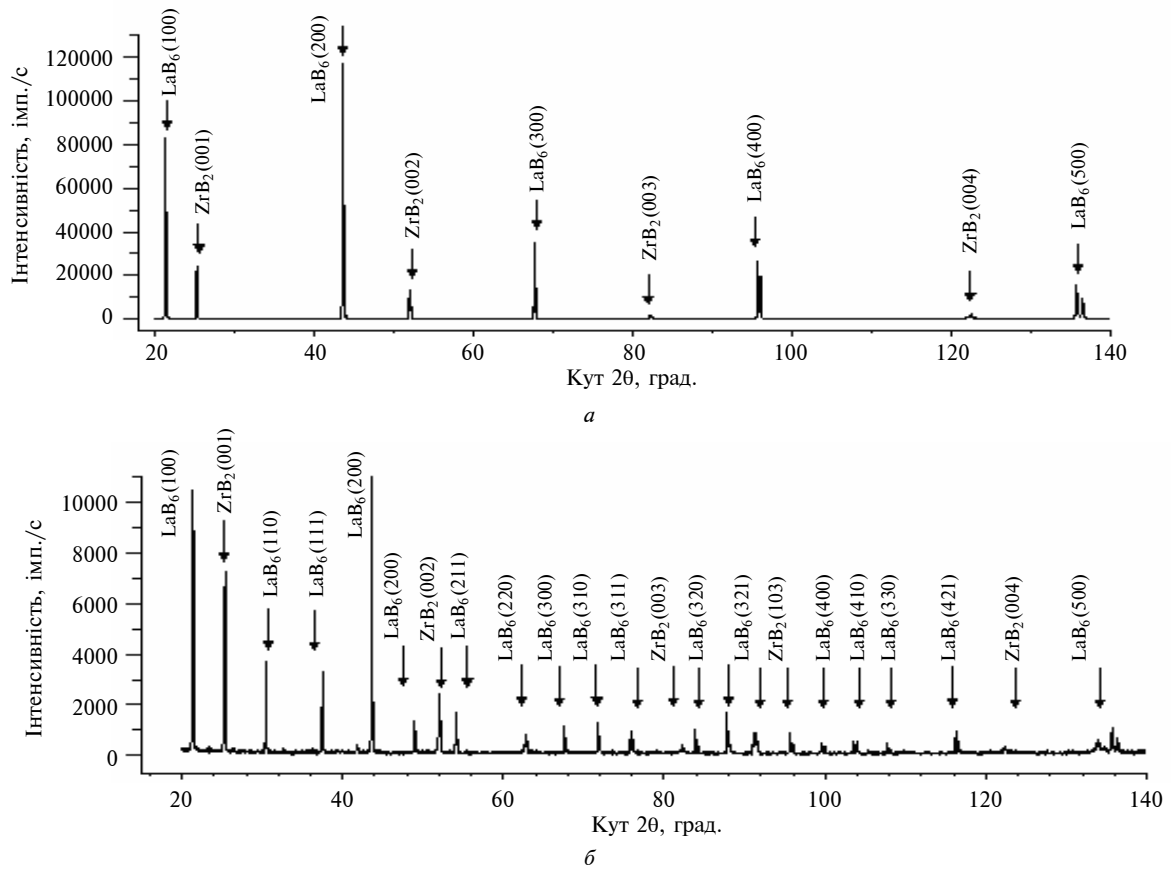 LaB6(100)
ZrB2(001)
LaB6(200)
ZrB2(002)
LaB6(300)
ZrB2(003)
LaB6(400)
ZrB2(004)
LaB6(500)
Інтенсивність, імп./с
120000
100000
80000
60000
40000
20000
0
20 40 60 80 100 120 140
Кут 2θ, град.
а
LaB6(100)
ZrB2(001)
LaB6(110)
LaB6(111)
LaB6(200)
LaB6(200)
ZrB2(002)
LaB6(211)
LaB6(220)
LaB6(300)
LaB6(310)
LaB6(311)
ZrB2(003)
LaB6(320)
LaB6(321)
ZrB2(103)
LaB6(400)
LaB6(410)
LaB6(330)
LaB6(421)
ZrB2(004)
LaB6(500)
Інтенсивність, імп./с
10000
8000
6000
4000
2000
0
20 40 60 80 100 120 140
Кут 2θ, град.
б